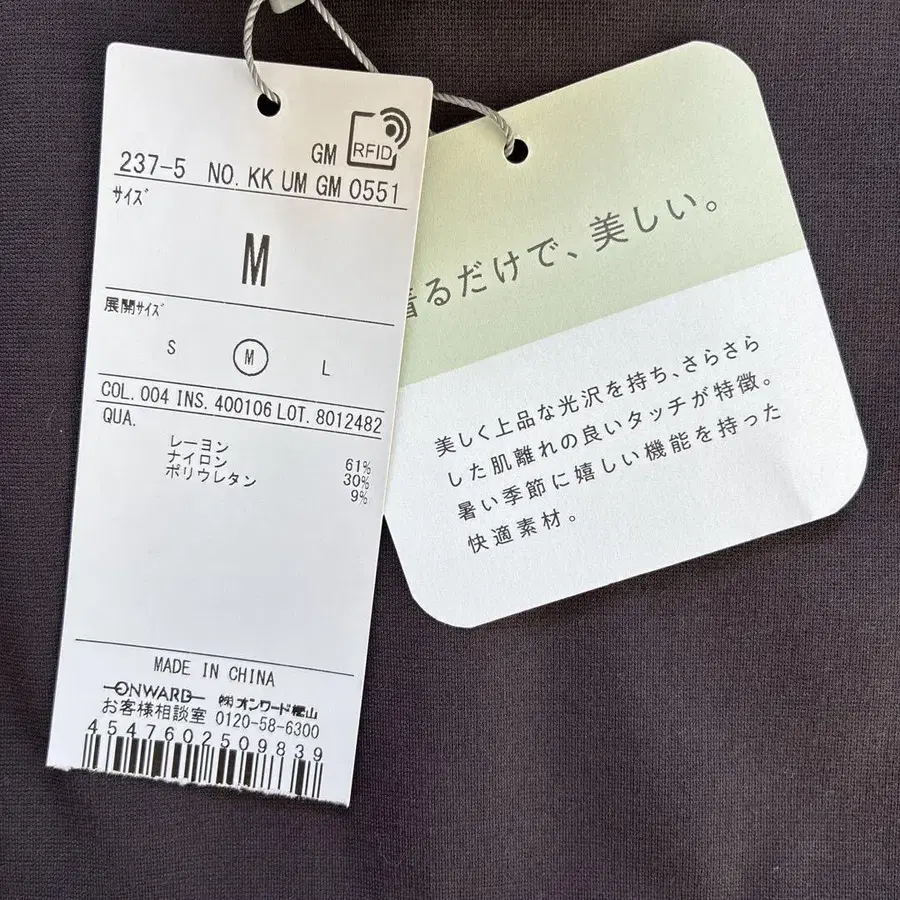 GM RFID
237-5 NO. KK UM GM 0551
サイズ
M
展開サイズ
S M L
COL. 004 INS. 400106 LOT. 8012482
QUA.
レーヨン 61%
ナイロン 30%
ポリウレタン 9%
MADE IN CHINA
ONWARD ㈱オンワード樫山
お客様相談室 0120-58-6300
4547602509839
着るだけで、美しい。
美しく上品な光沢を持ち、さらさら
した肌離れの良いタッチが特徴。
暑い季節に嬉しい機能を持った
快適素材。